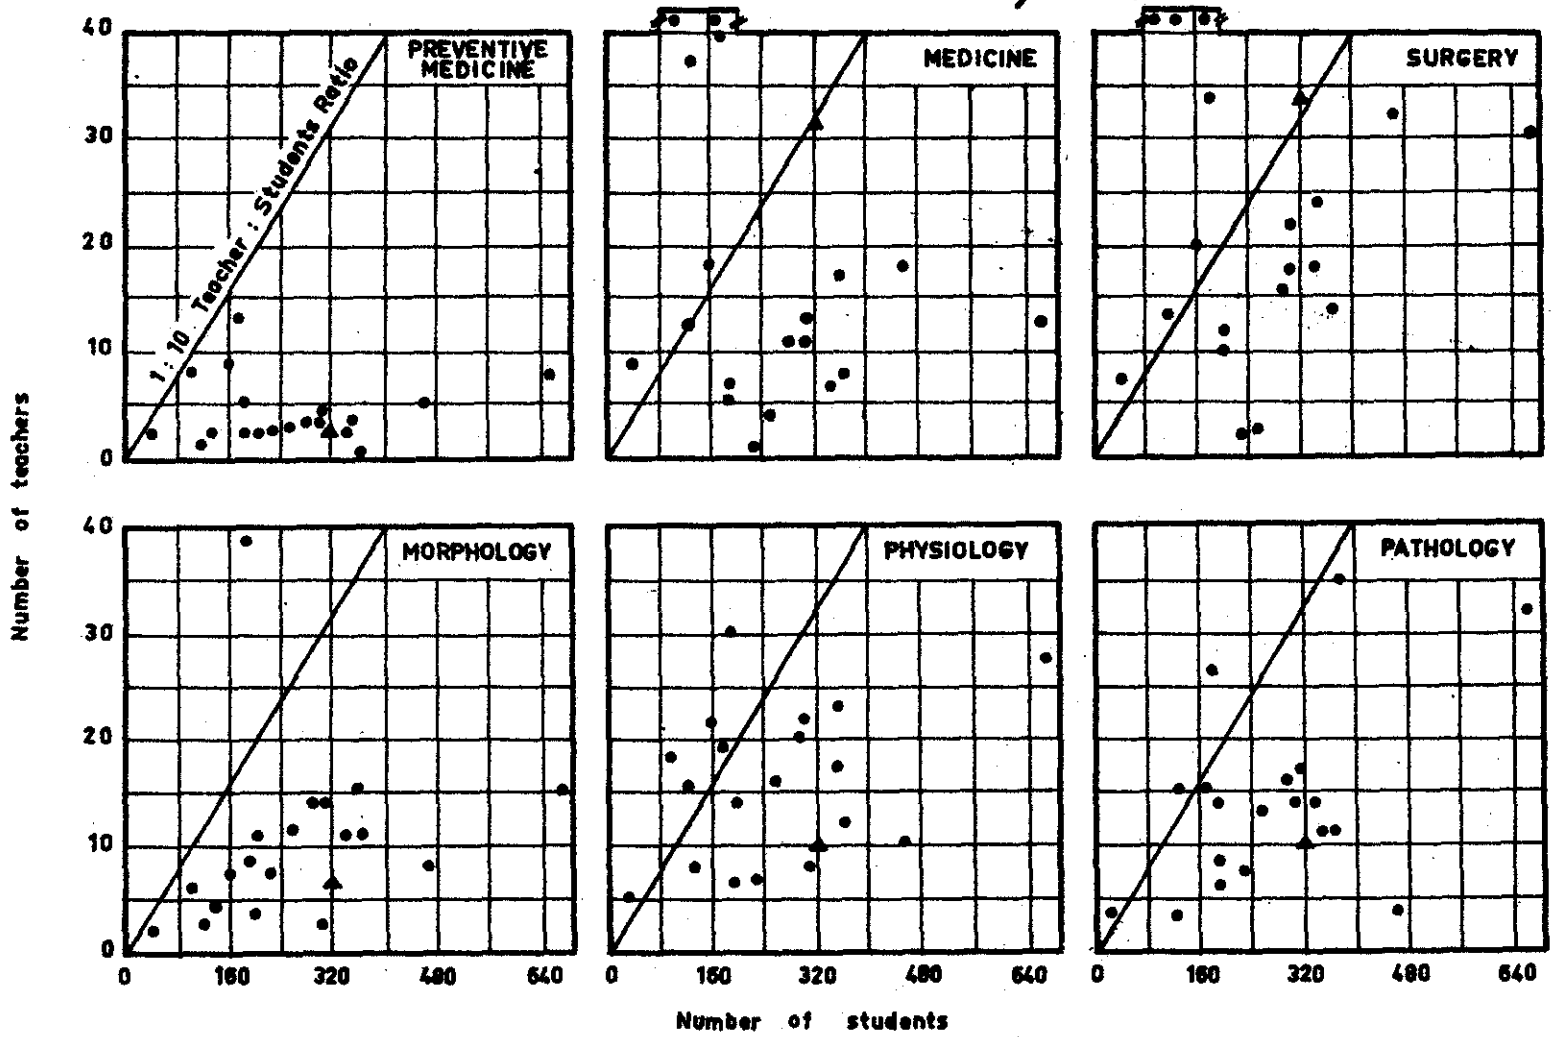 40
30
20
10
0
PREVENTIVE
MEDICINE
1 : 10 Teacher : Students Ratio
MEDICINE
SURGERY
Number of teachers
40
30
20
10
0
MORPHOLOGY
PHYSIOLOGY
PATHOLOGY
0 160 320 480 640
0 160 320 480 640
0 160 320 480 640
Number of students